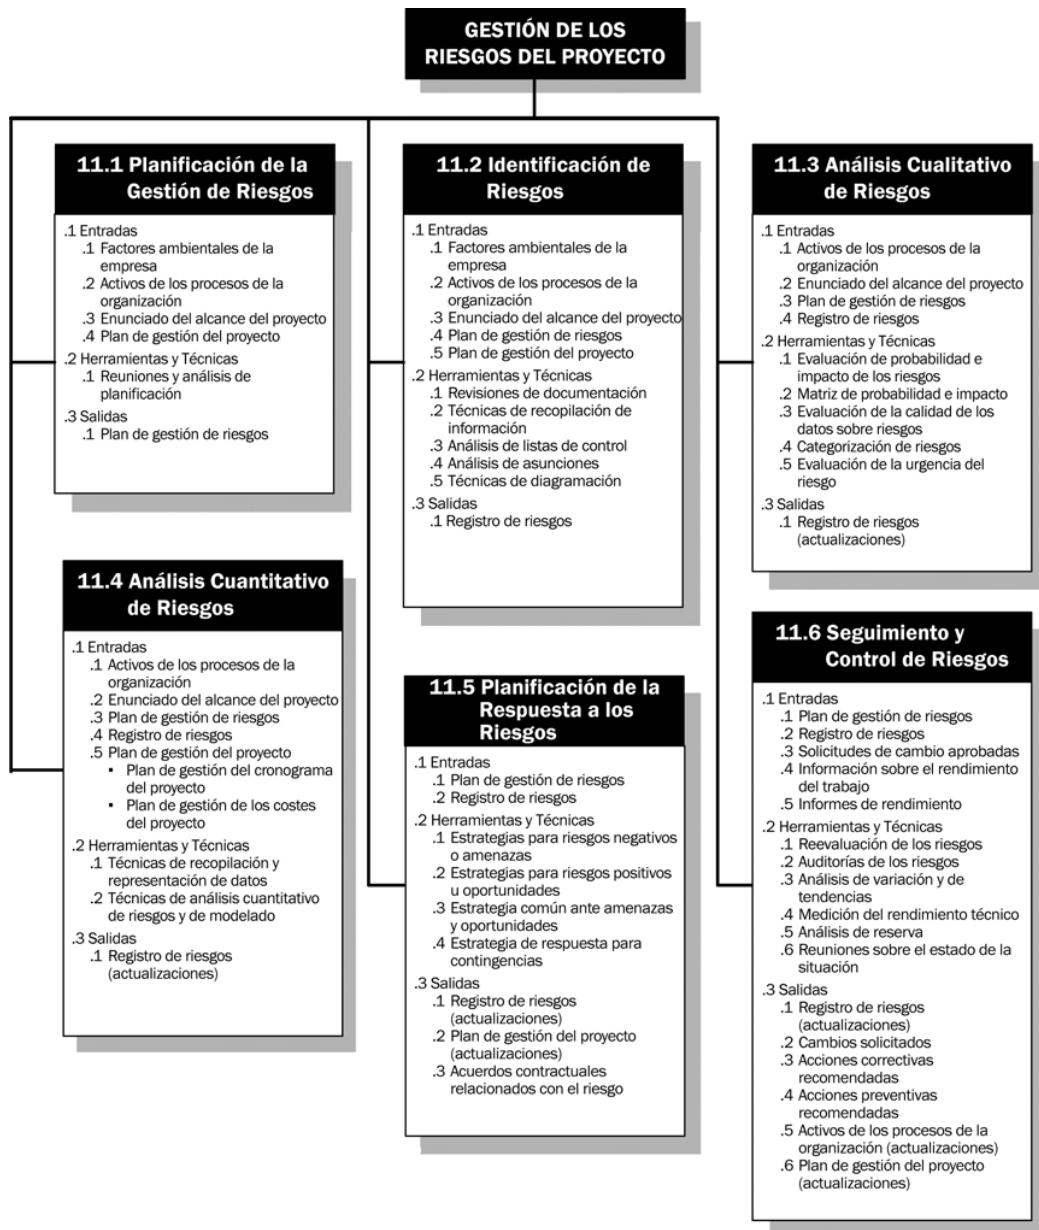 GESTIÓN DE LOS
RIESGOS DEL PROYECTO
11.1 Planificación de la
Gestión de Riesgos
.1 Entradas
.1 Factores ambientales de la
empresa
.2 Activos de los procesos de la
organización
.3 Enunciado del alcance del proyecto
.4 Plan de gestión del proyecto
.2 Herramientas y Técnicas
.1 Reuniones y análisis de
planificación
.3 Salidas
.1 Plan de gestión de riesgos
11.2 Identificación de
Riesgos
.1 Entradas
.1 Factores ambientales de la
empresa
.2 Activos de los procesos de la
organización
.3 Enunciado del alcance del proyecto
.4 Plan de gestión de riesgos
.5 Plan de gestión del proyecto
.2 Herramientas y Técnicas
.1 Revisiones de documentación
.2 Técnicas de recopilación de
información
.3 Análisis de listas de control
.4 Análisis de asunciones
.5 Técnicas de diagramación
.3 Salidas
.1 Registro de riesgos
11.3 Análisis Cualitativo
de Riesgos
.1 Entradas
.1 Activos de los procesos de la
organización
.2 Enunciado del alcance del proyecto
.3 Plan de gestión de riesgos
.4 Registro de riesgos
.2 Herramientas y Técnicas
.1 Evaluación de probabilidad e
impacto de los riesgos
.2 Matriz de probabilidad e impacto
.3 Evaluación de la calidad de los
datos sobre riesgos
.4 Categorización de riesgos
.5 Evaluación de la urgencia del
riesgo
.3 Salidas
.1 Registro de riesgos
(actualizaciones)
11.4 Análisis Cuantitativo
de Riesgos
.1 Entradas
.1 Activos de los procesos de la
organización
.2 Enunciado del alcance del proyecto
.3 Plan de gestión de riesgos
.4 Registro de riesgos
.5 Plan de gestión del proyecto
▪ Plan de gestión del cronograma
del proyecto
▪ Plan de gestión de los costes
del proyecto
.2 Herramientas y Técnicas
.1 Técnicas de recopilación y
representación de datos
.2 Técnicas de análisis cuantitativo
de riesgos y de modelado
.3 Salidas
.1 Registro de riesgos
(actualizaciones)
11.5 Planificación de la
Respuesta a los
Riesgos
.1 Entradas
.1 Plan de gestión de riesgos
.2 Registro de riesgos
.2 Herramientas y Técnicas
.1 Estrategias para riesgos negativos
o amenazas
.2 Estrategias para riesgos positivos
u oportunidades
.3 Estrategia común ante amenazas
y oportunidades
.4 Estrategia de respuesta para
contingencias
.3 Salidas
.1 Registro de riesgos
(actualizaciones)
.2 Plan de gestión del proyecto
(actualizaciones)
.3 Acuerdos contractuales
relacionados con el riesgo
11.6 Seguimiento y
Control de Riesgos
.1 Entradas
.1 Plan de gestión de riesgos
.2 Registro de riesgos
.3 Solicitudes de cambio aprobadas
.4 Información sobre el rendimiento
del trabajo
.5 Informes de rendimiento
.2 Herramientas y Técnicas
.1 Reevaluación de los riesgos
.2 Auditorías de los riesgos
.3 Análisis de variación y de
tendencias
.4 Medición del rendimiento técnico
.5 Análisis de reserva
.6 Reuniones sobre el estado de la
situación
.3 Salidas
.1 Registro de riesgos
(actualizaciones)
.2 Cambios solicitados
.3 Acciones correctivas
recomendadas
.4 Acciones preventivas
recomendadas
.5 Activos de los procesos de la
organización (actualizaciones)
.6 Plan de gestión del proyecto
(actualizaciones)